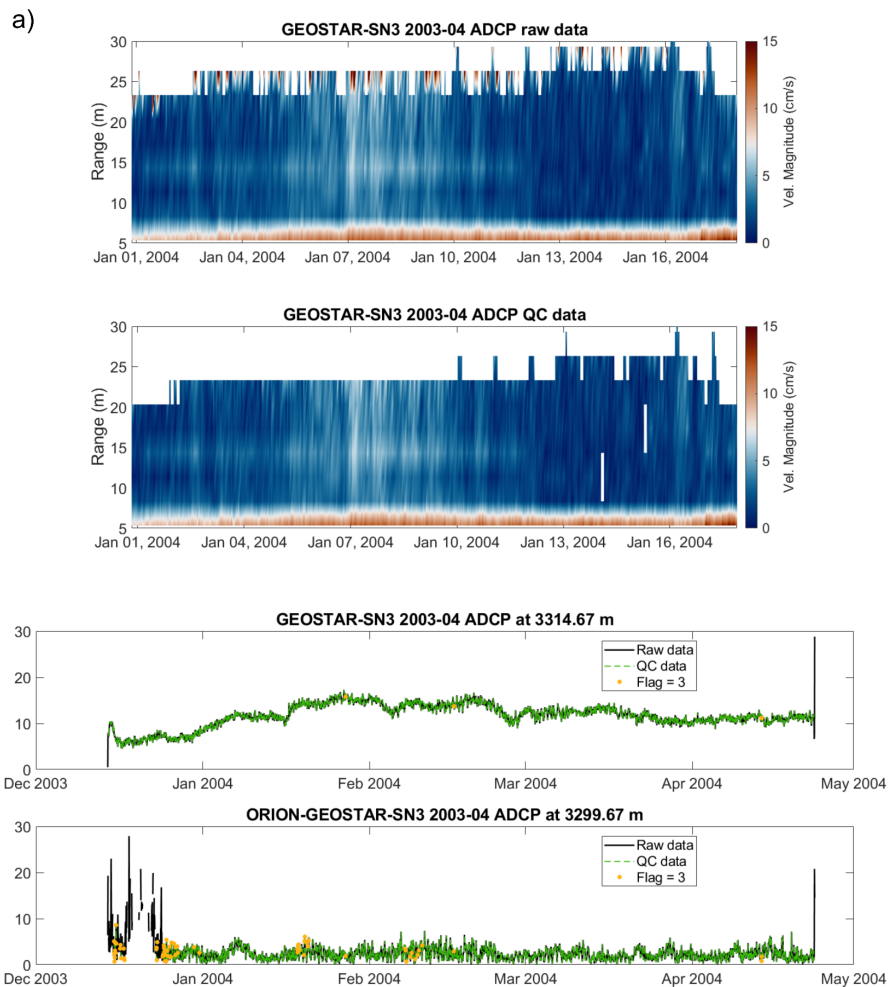 a)
GEOSTAR-SN3 2003-04 ADCP raw data
30
25
20
15
10
5
Range (m)
Jan 01, 2004 Jan 04, 2004 Jan 07, 2004 Jan 10, 2004 Jan 13, 2004 Jan 16, 2004
15
10
5
0
Vel. Magnitude (cm/s)
GEOSTAR-SN3 2003-04 ADCP QC data
30
25
20
15
10
5
Range (m)
Jan 01, 2004 Jan 04, 2004 Jan 07, 2004 Jan 10, 2004 Jan 13, 2004 Jan 16, 2004
15
10
5
0
Vel. Magnitude (cm/s)
GEOSTAR-SN3 2003-04 ADCP at 3314.67 m
30
20
10
0
Raw data
QC data
Flag = 3
Dec 2003 Jan 2004 Feb 2004 Mar 2004 Apr 2004 May 2004
ORION-GEOSTAR-SN3 2003-04 ADCP at 3299.67 m
30
20
10
0
Raw data
QC data
Flag = 3
Dec 2003 Jan 2004 Feb 2004 Mar 2004 Apr 2004 May 2004